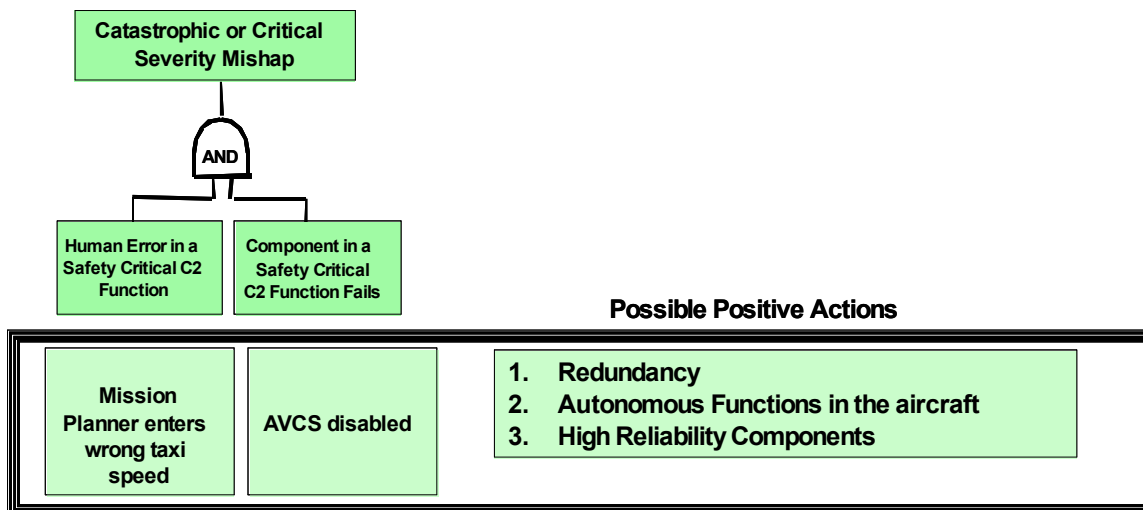 Catastrophic or Critical
Severity Mishap
AND
Human Error in a
Safety Critical C2
Function
Component in a
Safety Critical
C2 Function Fails
Possible Positive Actions
Mission
Planner enters
wrong taxi
speed
AVCS disabled
1. Redundancy
2. Autonomous Functions in the aircraft
3. High Reliability Components